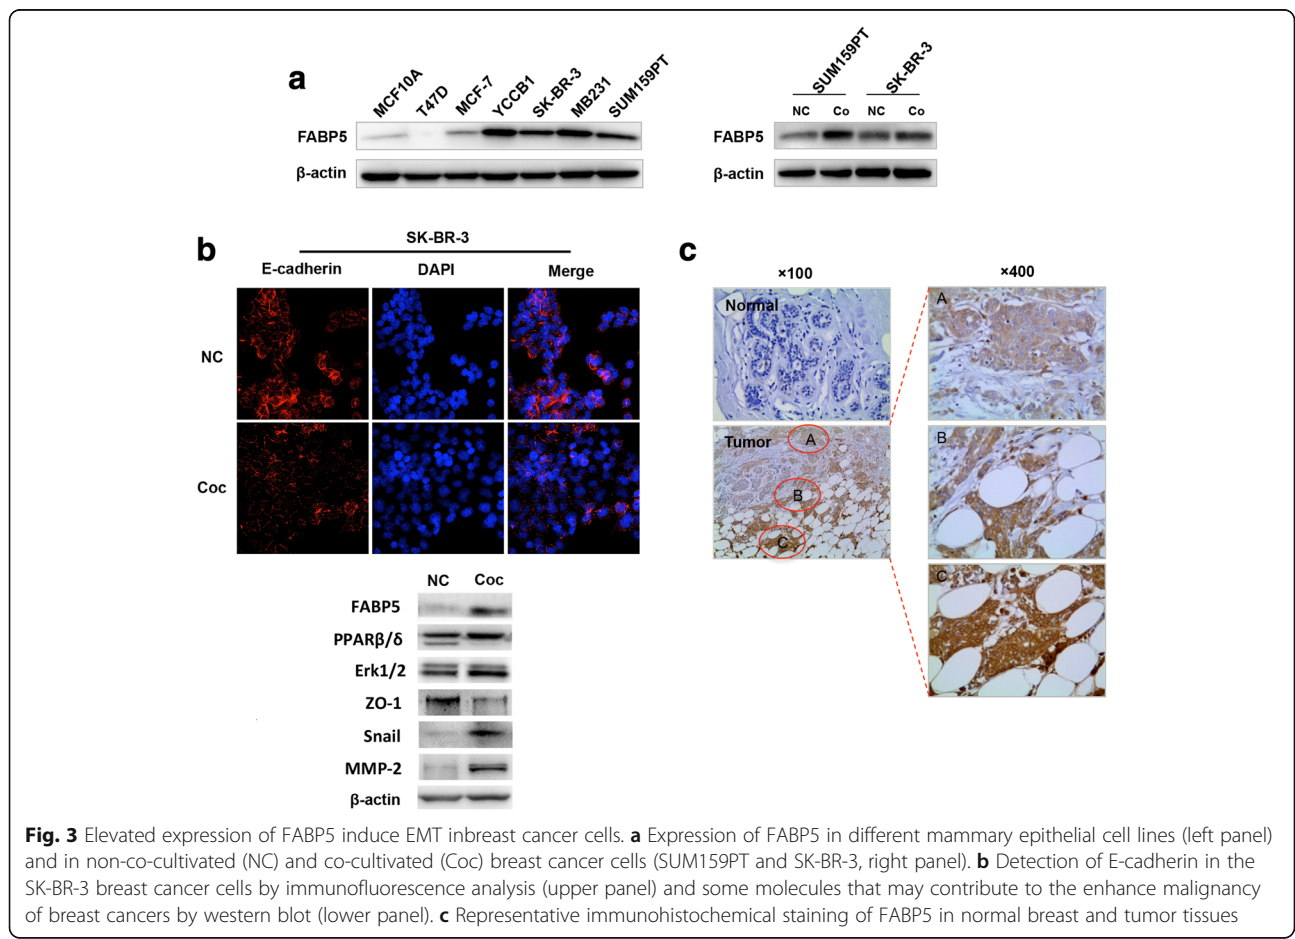 a
MCF10A
T47D
MCF-7
YCCB1
SK-BR-3
MB231
SUM159PT
FABP5
β-actin
SUM159PT
SK-BR-3
NC Co NC Co
FABP5
β-actin
b
SK-BR-3
E-cadherin DAPI Merge
NC
Coc
NC Coc
FABP5
PPARβ/δ
Erk1/2
ZO-1
Snail
MMP-2
β-actin
c
×100 ×400
Normal
Tumor
A
B
C
A
B
C
Fig. 3 Elevated expression of FABP5 induce EMT inbreast cancer cells. a Expression of FABP5 in different mammary epithelial cell lines (left panel)
and in non-co-cultivated (NC) and co-cultivated (Coc) breast cancer cells (SUM159PT and SK-BR-3, right panel). b Detection of E-cadherin in the
SK-BR-3 breast cancer cells by immunofluorescence analysis (upper panel) and some molecules that may contribute to the enhance malignancy
of breast cancers by western blot (lower panel). c Representative immunohistochemical staining of FABP5 in normal breast and tumor tissues